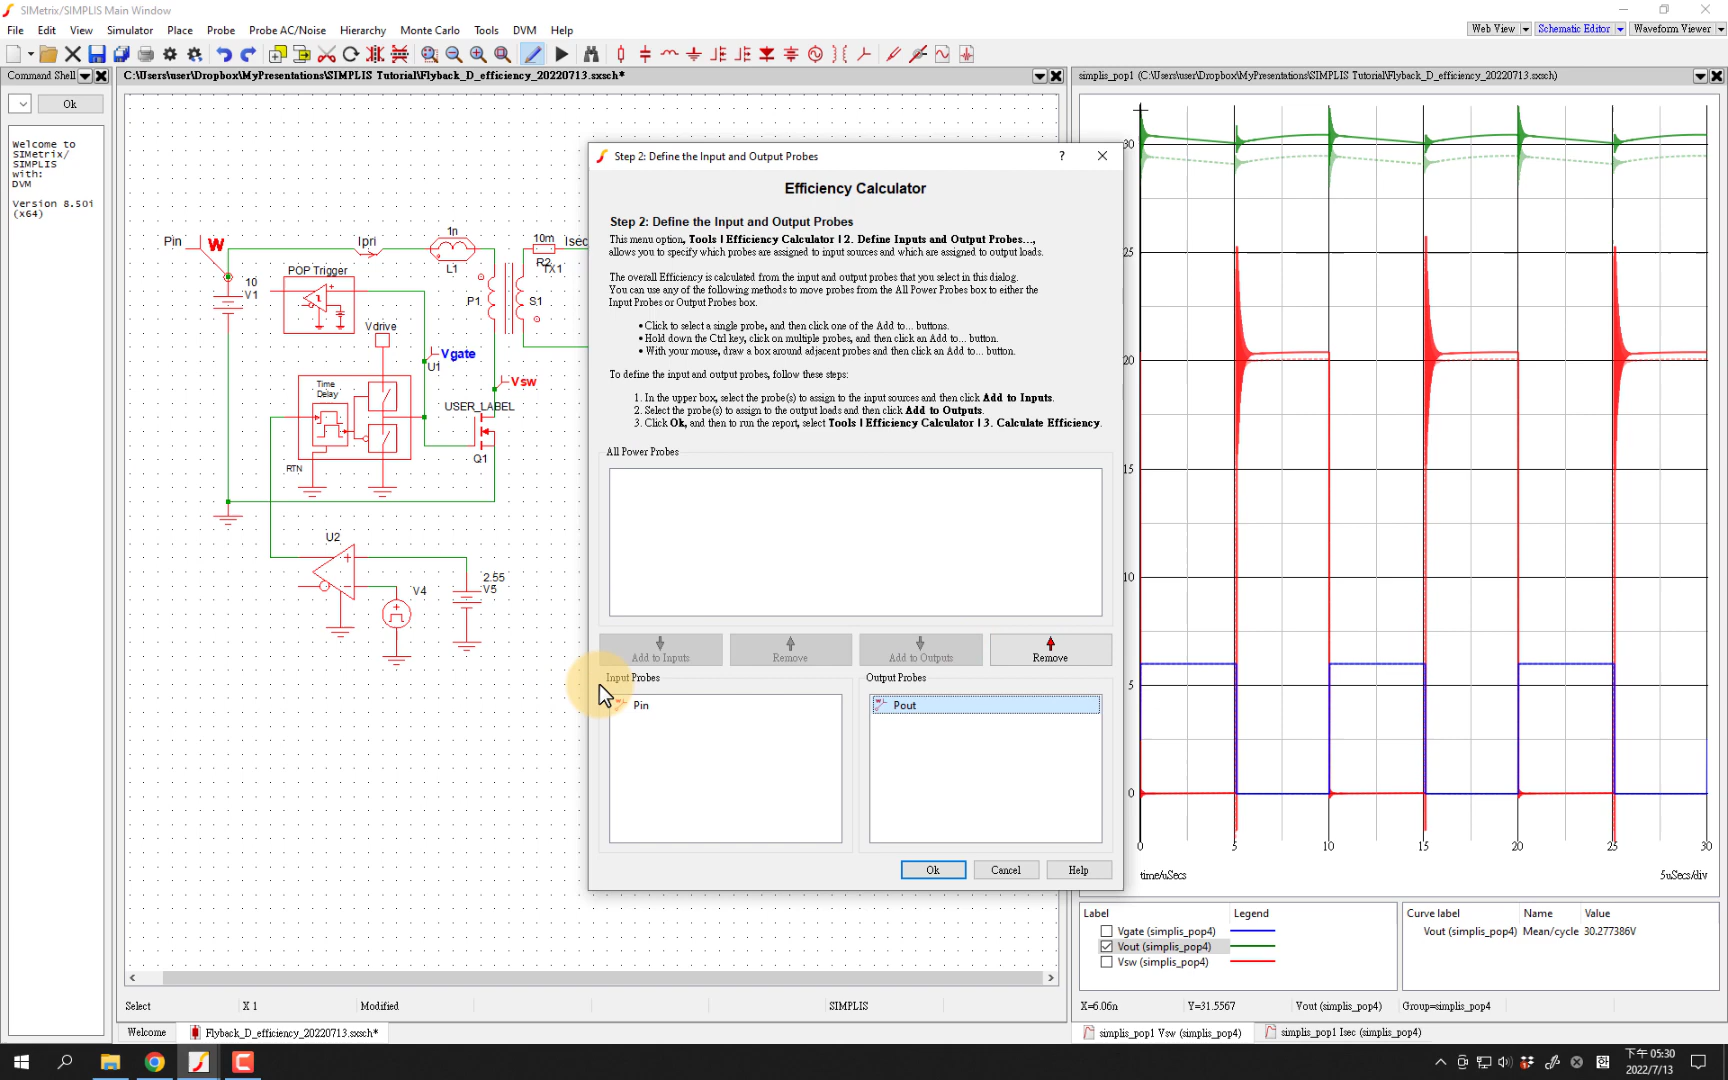 SIMetrix/SIMPLIS Main Window
File Edit View Simulator Place Probe Probe AC/Noise Hierarchy Monte Carlo Tools DVM Help
Web View Schematic Editor Waveform Viewer
Command Shell
C:\Users\user\Dropbox\MyPresentations\SIMPLIS Tutorial\Flyback_D_efficiency_20220713.sxsch*
simplis_pop1 (C:\Users\user\Dropbox\MyPresentations\SIMPLIS Tutorial\Flyback_D_efficiency_20220713.sxsch)
Ok
Welcome to
SIMetrix/
SIMPLIS
with:
DVM
Version 8.50i
(x64)
Pin
W
Ipri
1n
L1
10m
Isec
R2
TX1
10
V1
POP Trigger
P1
S1
Vdrive
Vgate
U1
Vsw
Time
Delay
USER_LABEL
Q1
RTN
U2
V4
2.55
V5
Step 2: Define the Input and Output Probes
?
Efficiency Calculator
Step 2: Define the Input and Output Probes
This menu option, Tools | Efficiency Calculator | 2. Define Inputs and Output Probes...,
allows you to specify which probes are assigned to input sources and which are assigned to output loads.
The overall Efficiency is calculated from the input and output probes that you select in this dialog.
You can use any of the following methods to move probes from the All Power Probes box to either the
Input Probes or Output Probes box.
• Click to select a single probe, and then click one of the Add to... buttons.
• Hold down the Ctrl key, click on multiple probes, and then click an Add to... button.
• With your mouse, draw a box around adjacent probes and then click an Add to... button.
To define the input and output probes, follow these steps:
1. In the upper box, select the probe(s) to assign to the input sources and then click Add to Inputs.
2. Select the probe(s) to assign to the output loads and then click Add to Outputs.
3. Click Ok, and then to run the report, select Tools | Efficiency Calculator | 3. Calculate Efficiency.
All Power Probes
Add to Inputs
Remove
Add to Outputs
Remove
Input Probes
Output Probes
Pin
Pout
Ok
Cancel
Help
30
25
20
15
10
5
0
0 5 10 15 20 25 30
time/uSecs
5uSecs/div
Label Legend
Vgate (simplis_pop4)
Vout (simplis_pop4)
Vsw (simplis_pop4)
Curve label Name Value
Vout (simplis_pop4) Mean/cycle 30.277386V
Select X 1 Modified SIMPLIS
X=6.06n Y=31.5567 Vout (simplis_pop4) Group=simplis_pop4
Welcome Flyback_D_efficiency_20220713.sxsch*
simplis_pop1 Vsw (simplis_pop4) simplis_pop1 Isec (simplis_pop4)
下午 05:30
2022/7/13